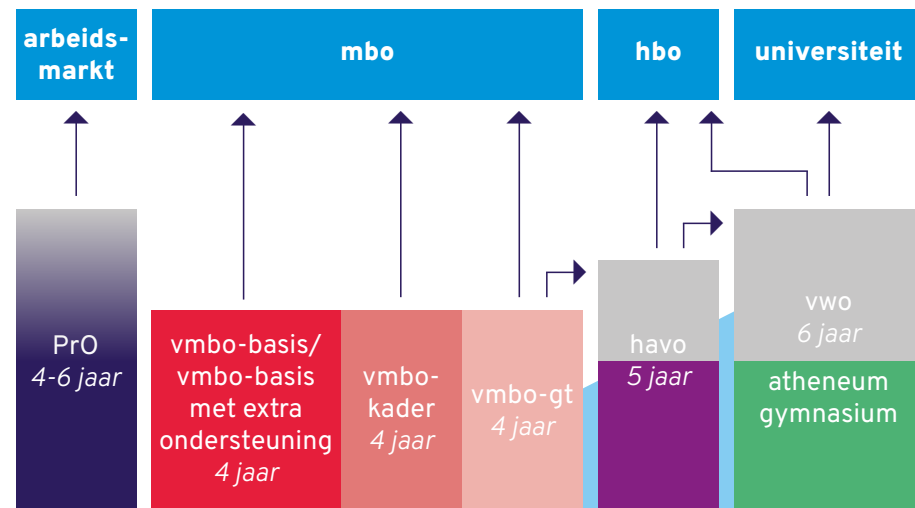 arbeids-
markt
mbo
hbo
universiteit
PrO
4-6 jaar
vmbo-basis/
vmbo-basis
met extra
ondersteuning
4 jaar
vmbo-
kader
4 jaar
vmbo-gt
4 jaar
havo
5 jaar
vwo
6 jaar
atheneum
gymnasium